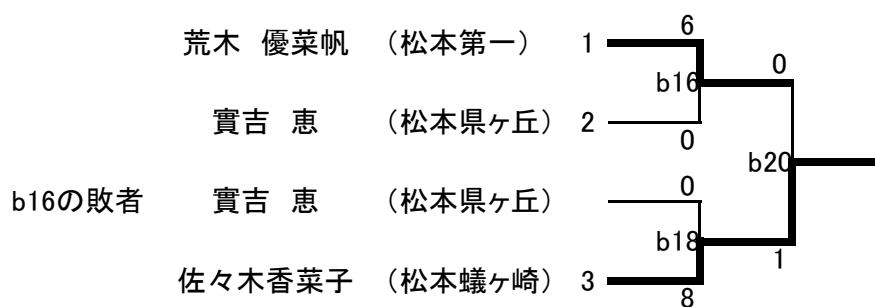 6
荒木 優菜帆 (松本第一) 1
0
b16
實吉 恵 (松本県ヶ丘) 2
0
b20
b16の敗者 實吉 恵 (松本県ヶ丘)
0
b18
1
佐々木香菜子 (松本蟻ヶ崎) 3
8